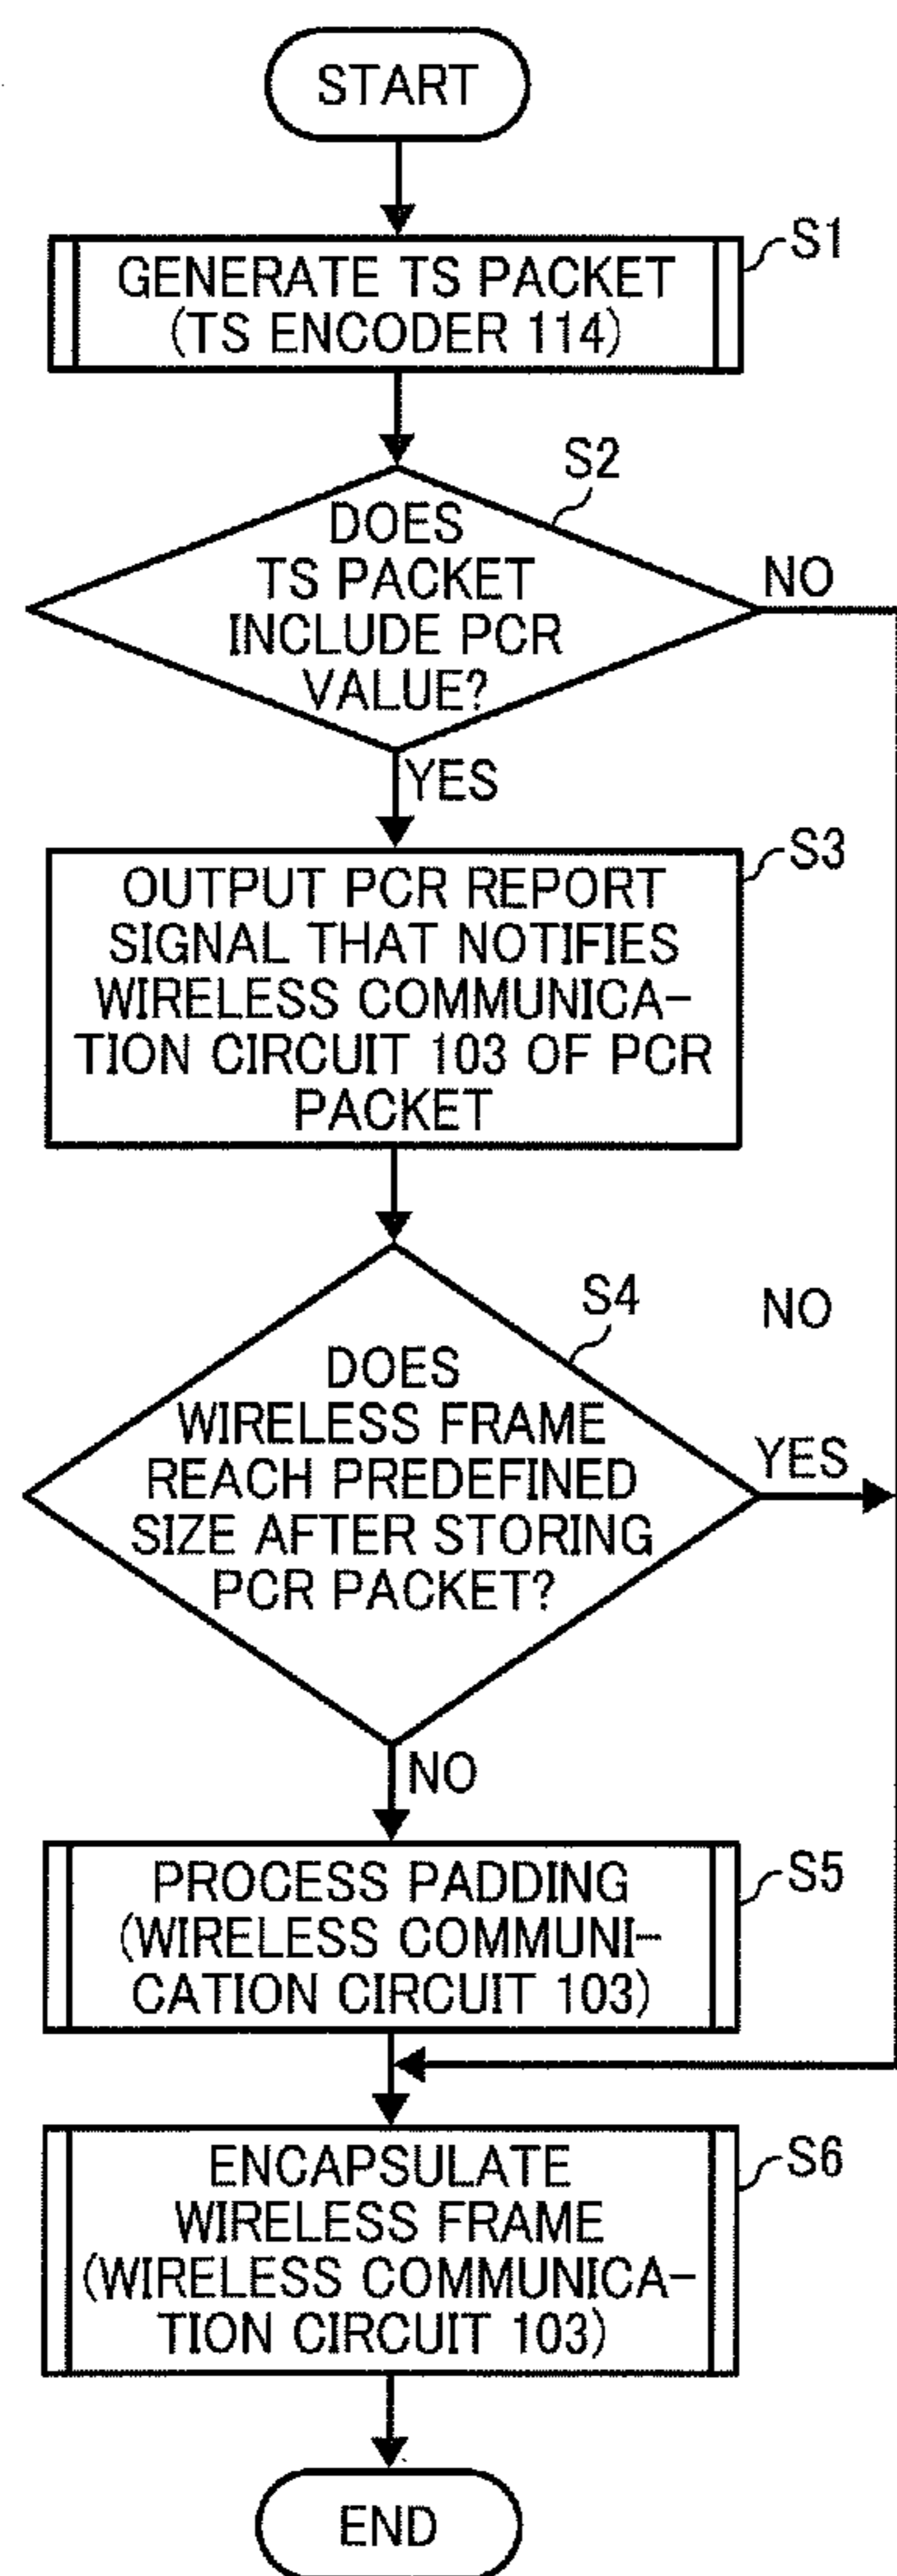 START
S1
GENERATE TS PACKET
(TS ENCODER 114)
S2
DOES
TS PACKET
INCLUDE PCR
VALUE?
NO
YES
S3
OUTPUT PCR REPORT
SIGNAL THAT NOTIFIES
WIRELESS COMMUNICA-
TION CIRCUIT 103 OF PCR
PACKET
S4
NO
DOES
WIRELESS FRAME
REACH PREDEFINED
SIZE AFTER STORING
PCR PACKET?
YES
NO
S5
PROCESS PADDING
(WIRELESS COMMUNI-
CATION CIRCUIT 103)
S6
ENCAPSULATE
WIRELESS FRAME
(WIRELESS COMMUNICA-
TION CIRCUIT 103)
END